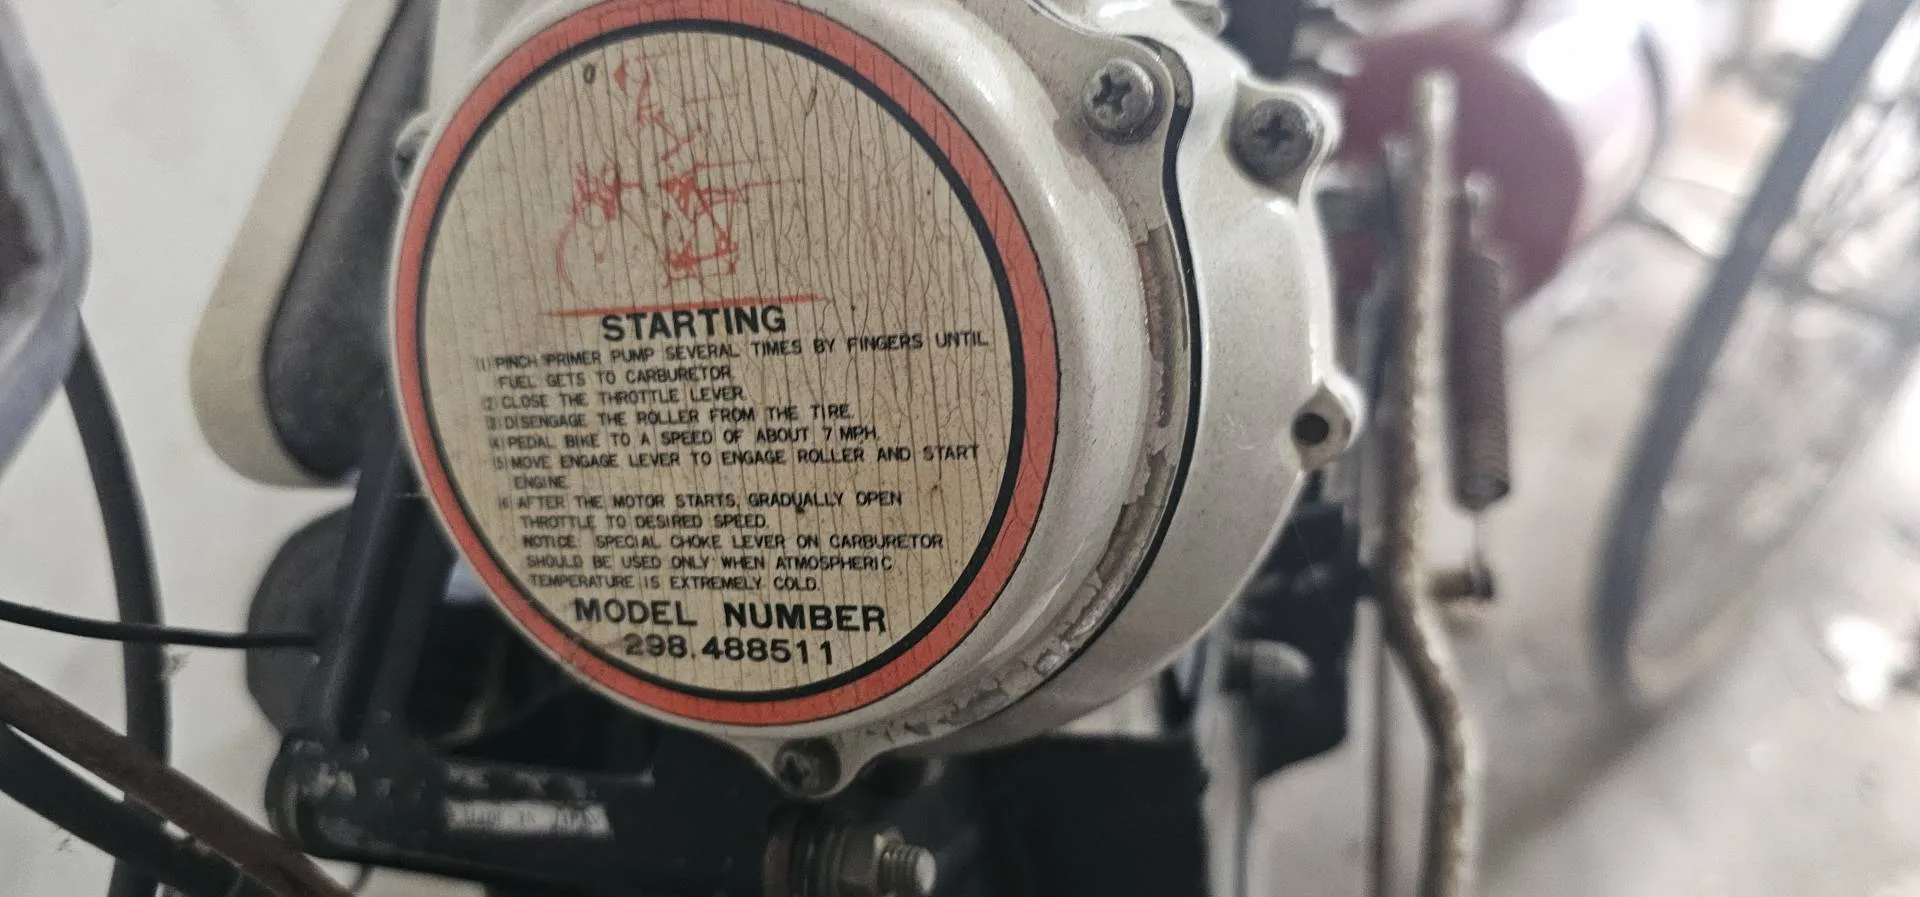 STARTING
(1) PINCH PRIMER PUMP SEVERAL TIMES BY FINGERS UNTIL
FUEL GETS TO CARBURETOR.
(2) CLOSE THE THROTTLE LEVER.
(3) DISENGAGE THE ROLLER FROM THE TIRE.
(4) PEDAL BIKE TO A SPEED OF ABOUT 7 MPH.
(5) MOVE ENGAGE LEVER TO ENGAGE ROLLER AND START
ENGINE.
(6) AFTER THE MOTOR STARTS, GRADUALLY OPEN
THROTTLE TO DESIRED SPEED.
NOTICE: SPECIAL CHOKE LEVER ON CARBURETOR
SHOULD BE USED ONLY WHEN ATMOSPHERIC
TEMPERATURE IS EXTREMELY COLD.
MODEL NUMBER
298.488511
MADE IN JAPAN